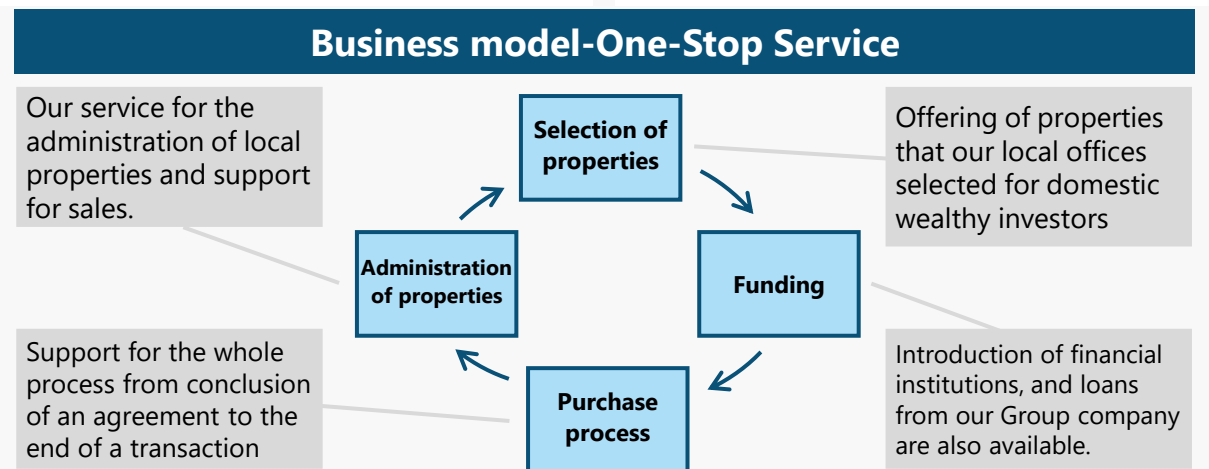 Business model-One-Stop Service
Our service for the
administration of local
properties and support
for sales.
Selection of
properties
Offering of properties
that our local offices
selected for domestic
wealthy investors
Administration
of properties
Funding
Support for the whole
process from conclusion
of an agreement to the
end of a transaction
Purchase
process
Introduction of financial
institutions, and loans
from our Group company
are also available.